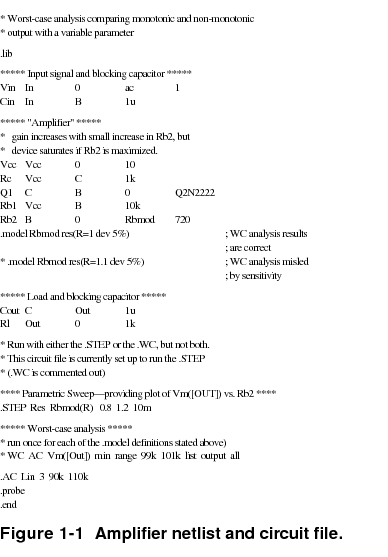 * Worst-case analysis comparing monotonic and non-monotonic
* output with a variable parameter
.lib
***** Input signal and blocking capacitor *****
Vin In 0 ac 1
Cin In B 1u
***** "Amplifier" *****
* gain increases with small increase in Rb2, but
* device saturates if Rb2 is maximized.
Vcc Vcc 0 10
Rc Vcc C 1k
Q1 C B 0 Q2N2222
Rb1 Vcc B 10k
Rb2 B 0 Rbmod 720
.model Rbmod res(R=1 dev 5%) ; WC analysis results
; are correct
* .model Rbmod res(R=1.1 dev 5%) ; WC analysis misled
; by sensitivity
***** Load and blocking capacitor *****
Cout C Out 1u
Rl Out 0 1k
* Run with either the .STEP or the .WC, but not both.
* This circuit file is currently set up to run the .STEP
* (.WC is commented out)
**** Parametric Sweep—providing plot of Vm([OUT]) vs. Rb2 ****
.STEP Res Rbmod(R) 0.8 1.2 10m
***** Worst-case analysis *****
* run once for each of the .model definitions stated above)
* WC AC Vm([Out]) min range 99k 101k list output all
.AC Lin 3 90k 110k
.probe
.end
Figure 1-1 Amplifier netlist and circuit file.